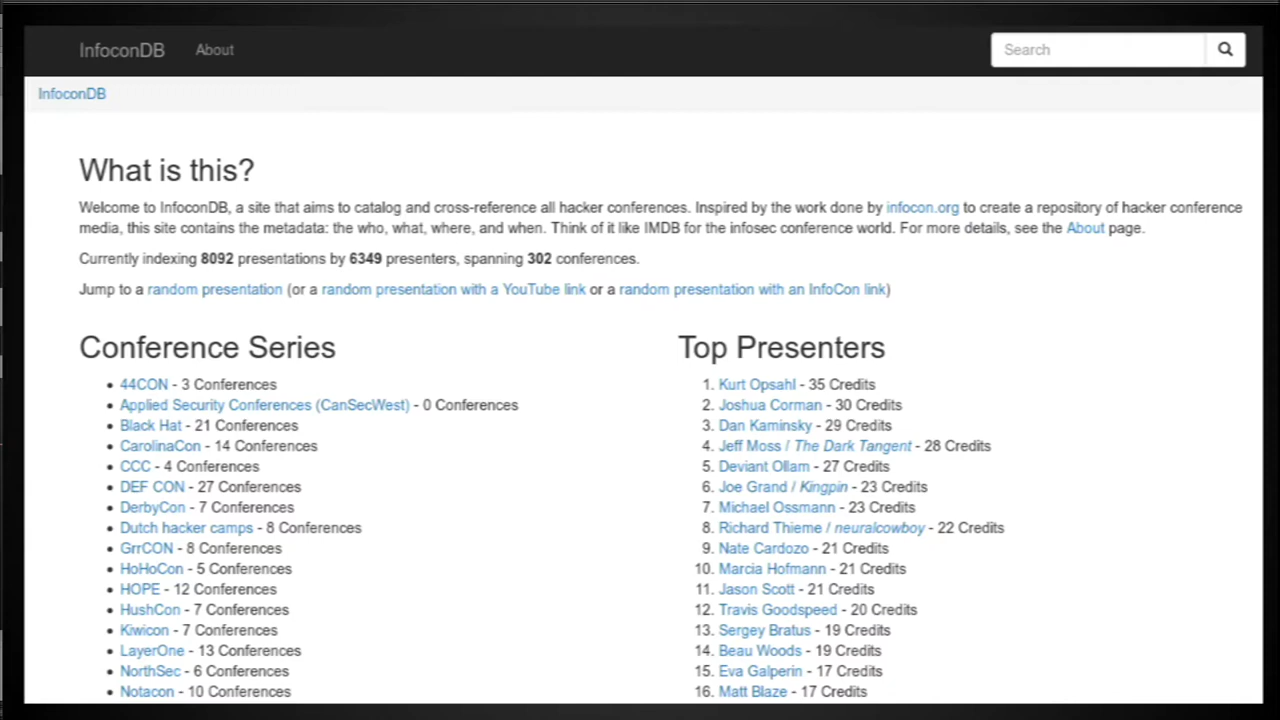 InfoconDB About Search
InfoconDB
What is this?
Welcome to InfoconDB, a site that aims to catalog and cross-reference all hacker conferences. Inspired by the work done by infocon.org to create a repository of hacker conference
media, this site contains the metadata: the who, what, where, and when. Think of it like IMDB for the infosec conference world. For more details, see the About page.
Currently indexing 8092 presentations by 6349 presenters, spanning 302 conferences.
Jump to a random presentation (or a random presentation with a YouTube link or a random presentation with an InfoCon link)
Conference Series
• 44CON - 3 Conferences
• Applied Security Conferences (CanSecWest) - 0 Conferences
• Black Hat - 21 Conferences
• CarolinaCon - 14 Conferences
• CCC - 4 Conferences
• DEF CON - 27 Conferences
• DerbyCon - 7 Conferences
• Dutch hacker camps - 8 Conferences
• GrrCON - 8 Conferences
• HoHoCon - 5 Conferences
• HOPE - 12 Conferences
• HushCon - 7 Conferences
• Kiwicon - 7 Conferences
• LayerOne - 13 Conferences
• NorthSec - 6 Conferences
• Notacon - 10 Conferences
Top Presenters
1. Kurt Opsahl - 35 Credits
2. Joshua Corman - 30 Credits
3. Dan Kaminsky - 29 Credits
4. Jeff Moss / The Dark Tangent - 28 Credits
5. Deviant Ollam - 27 Credits
6. Joe Grand / Kingpin - 23 Credits
7. Michael Ossmann - 23 Credits
8. Richard Thieme / neuralcowboy - 22 Credits
9. Nate Cardozo - 21 Credits
10. Marcia Hofmann - 21 Credits
11. Jason Scott - 21 Credits
12. Travis Goodspeed - 20 Credits
13. Sergey Bratus - 19 Credits
14. Beau Woods - 19 Credits
15. Eva Galperin - 17 Credits
16. Matt Blaze - 17 Credits